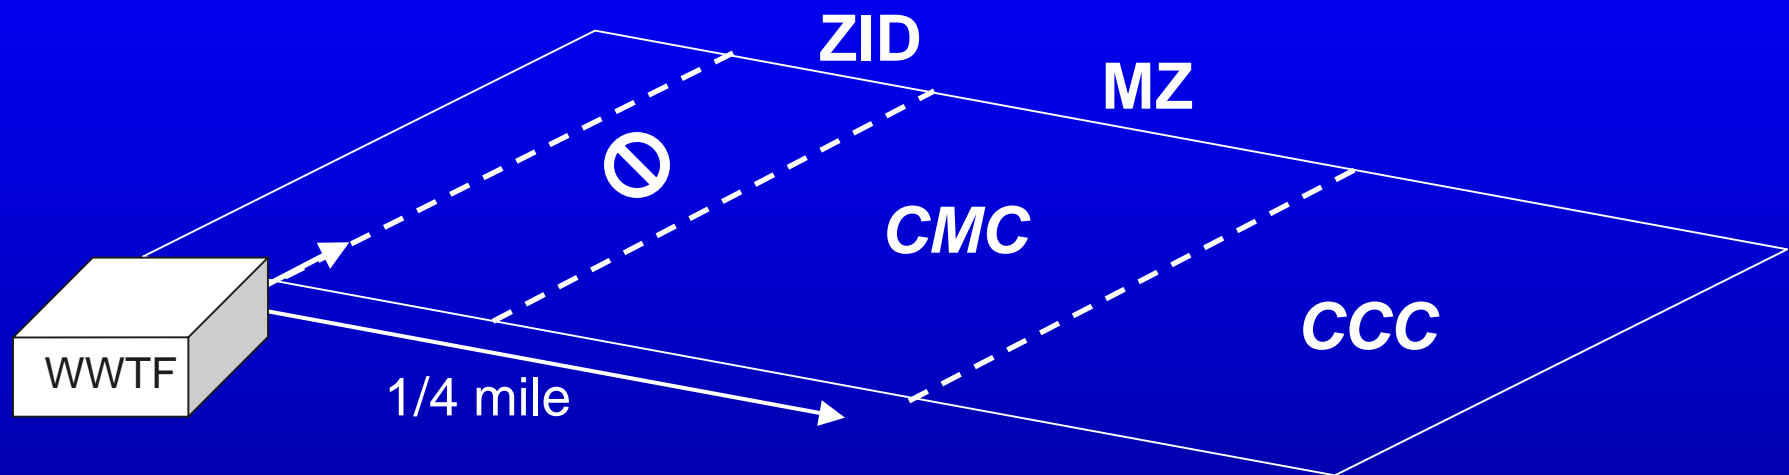 ZID
MZ
CMC
CCC
WWTF
1/4 mile